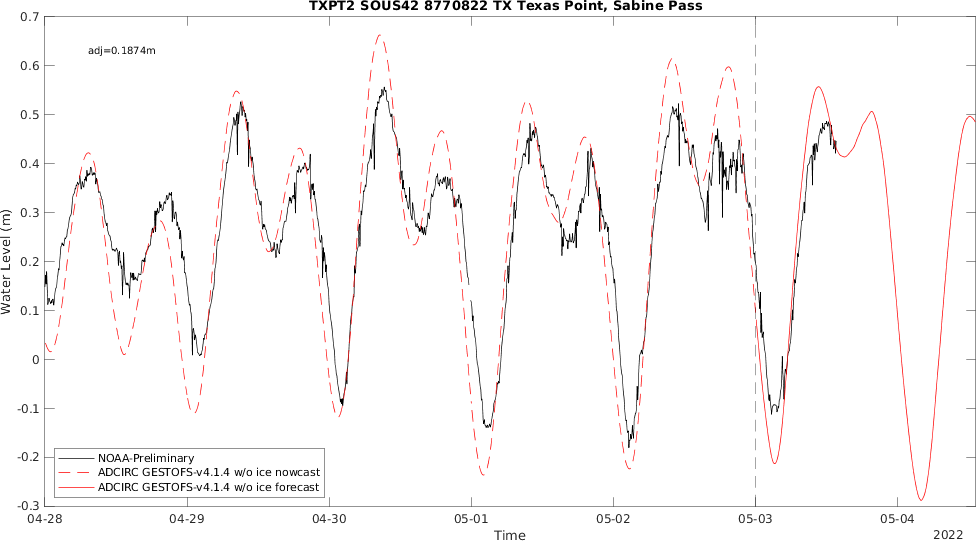 TXPT2 SOUS42 8770822 TX Texas Point, Sabine Pass
0.7
0.6
0.5
0.4
0.3
0.2
0.1
0
-0.1
-0.2
-0.3
Water Level (m)
adj=0.1874m
NOAA-Preliminary
ADCIRC GESTOFS-v4.1.4 w/o ice nowcast
ADCIRC GESTOFS-v4.1.4 w/o ice forecast
04-28
04-29
04-30
05-01
05-02
05-03
05-04
Time
2022